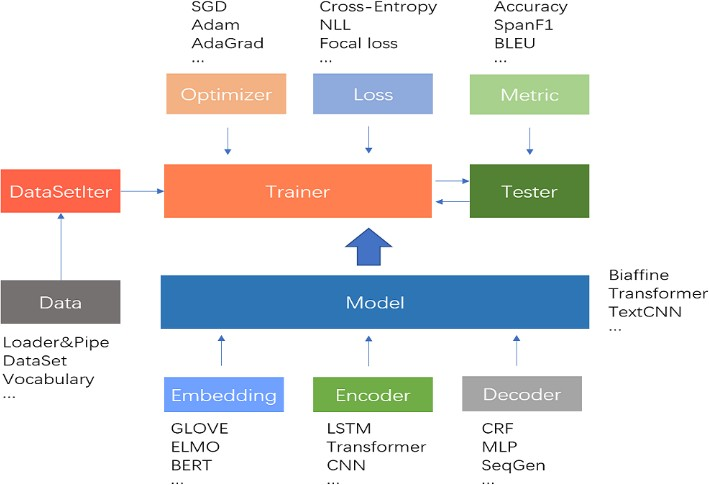 SGD
Adam
AdaGrad
...
Cross-Entropy
NLL
Focal loss
...
Accuracy
SpanF1
BLEU
...
Optimizer
Loss
Metric
DataSetIter
Trainer
Tester
Data
Loader&Pipe
DataSet
Vocabulary
...
Model
Biaffine
Transformer
TextCNN
...
Embedding
GLOVE
ELMO
BERT
...
Encoder
LSTM
Transformer
CNN
...
Decoder
CRF
MLP
SeqGen
...